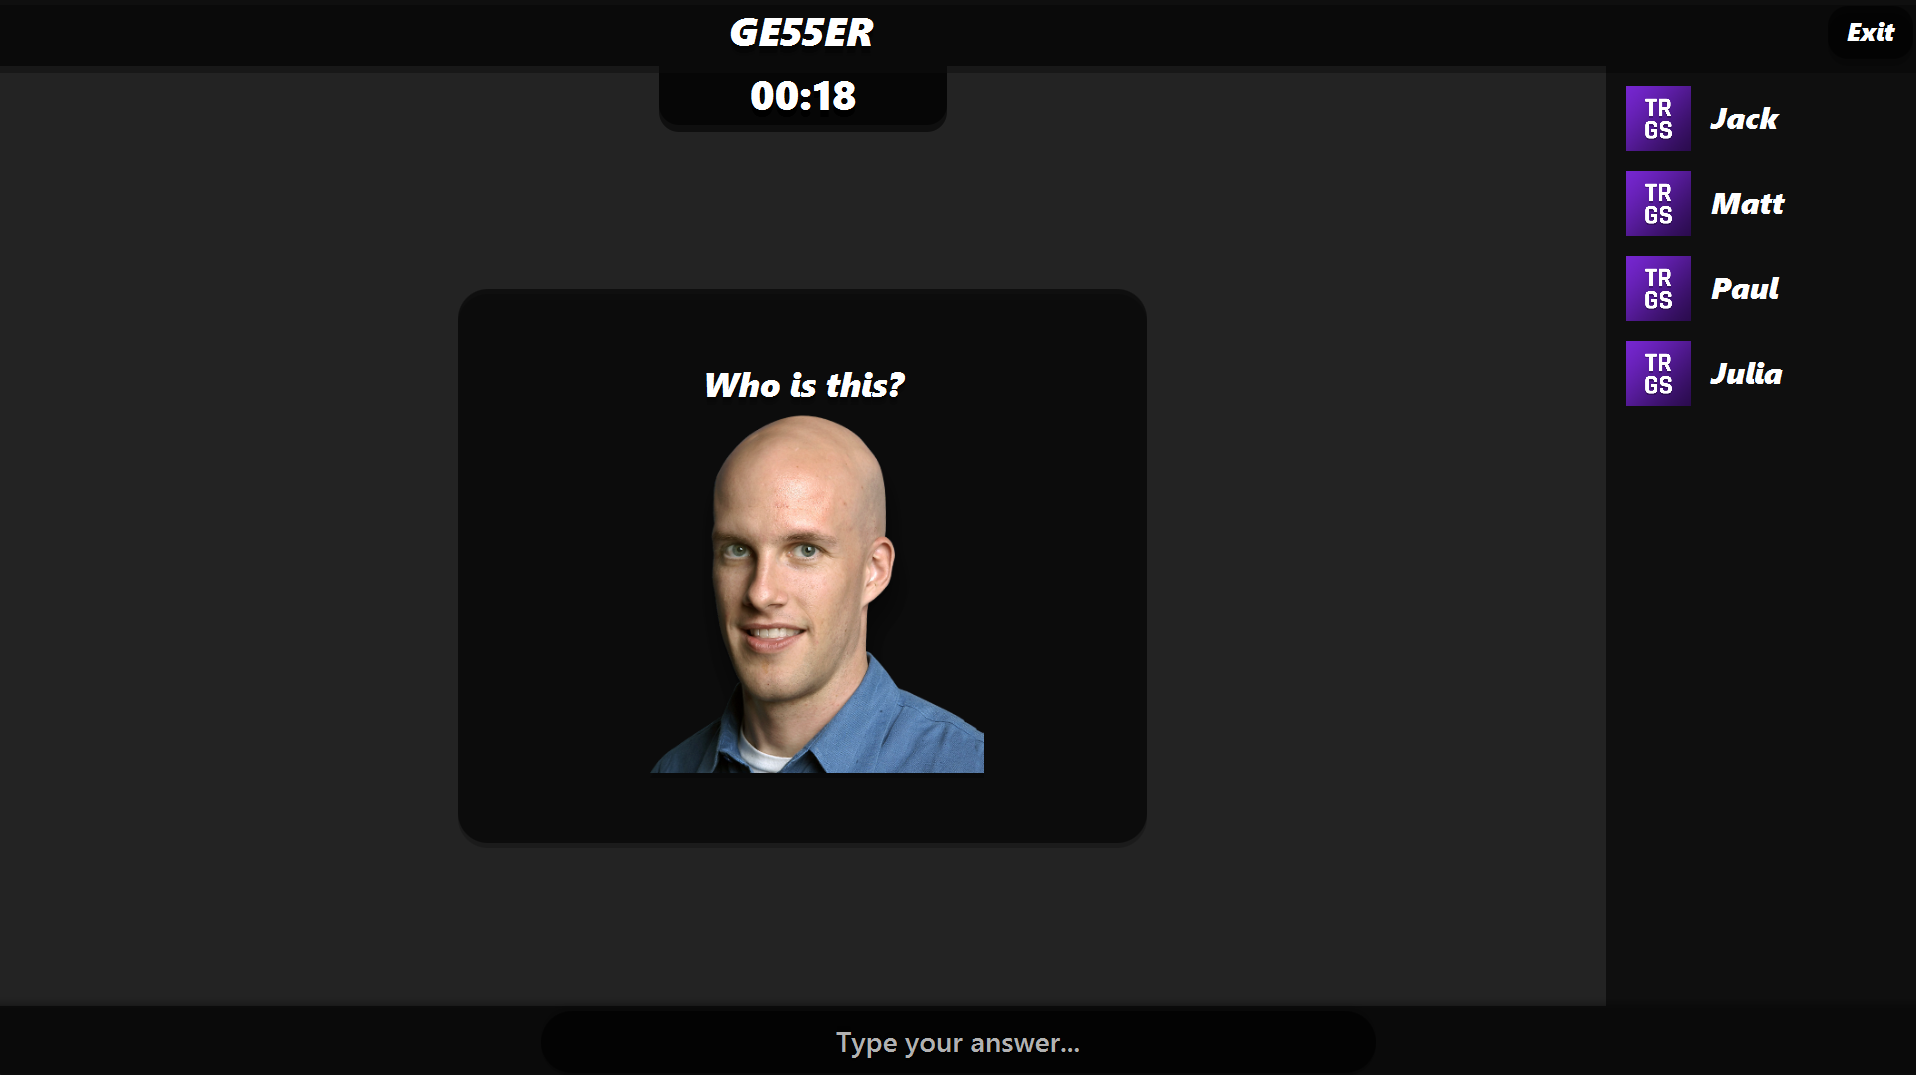 GE55ER
Exit
00:18
TR
GS
Jack
TR
GS
Matt
TR
GS
Paul
TR
GS
Julia
Who is this?
Type your answer...